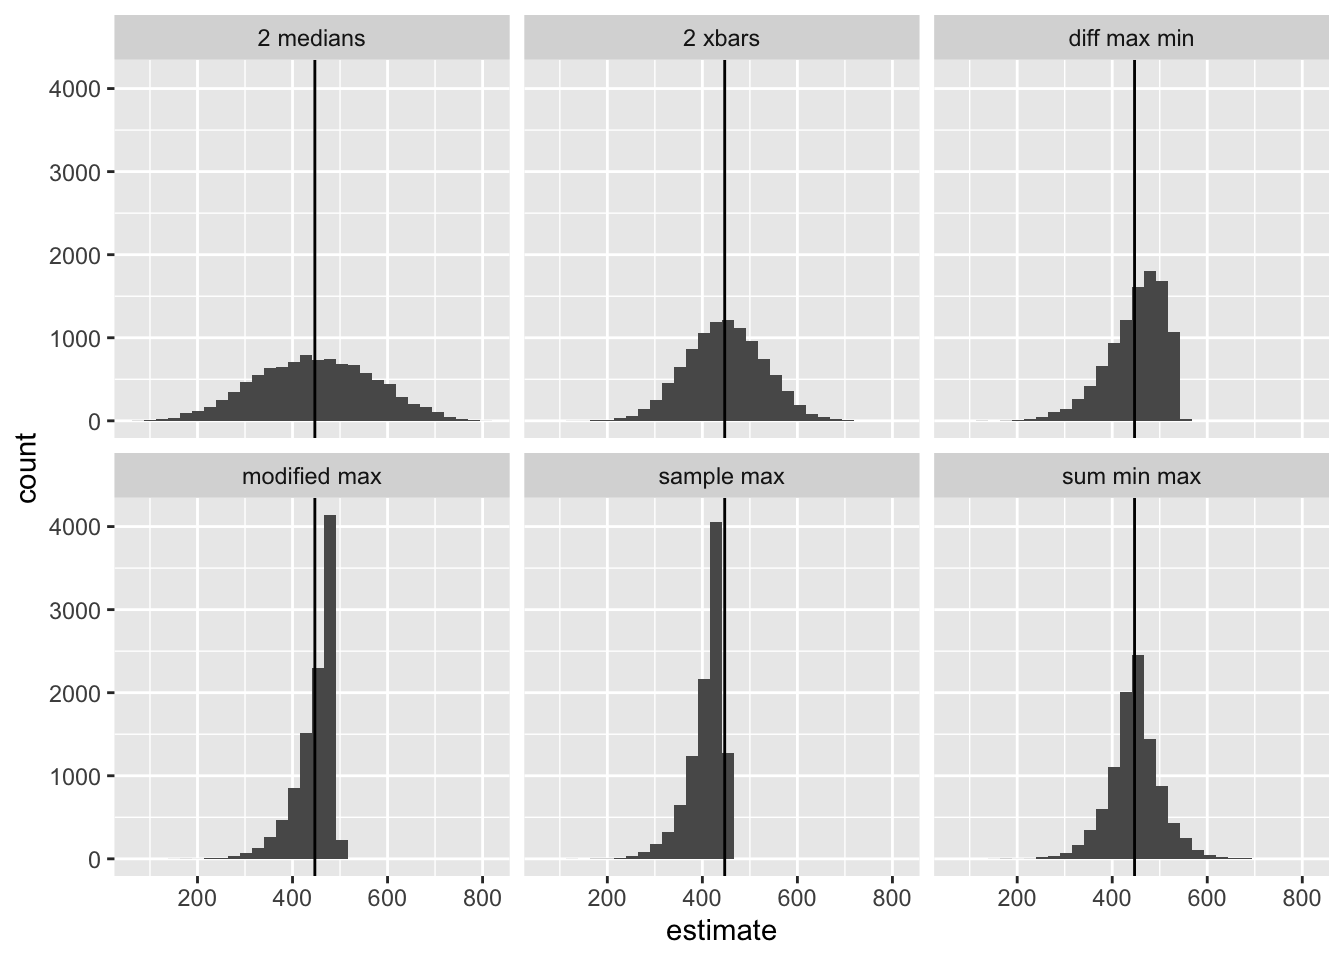 2 medians
2 xbars
diff max min
4000
3000
2000
1000
0
count
modified max
sample max
sum min max
4000
3000
2000
1000
0
200 400 600 800
200 400 600 800
200 400 600 800
estimate